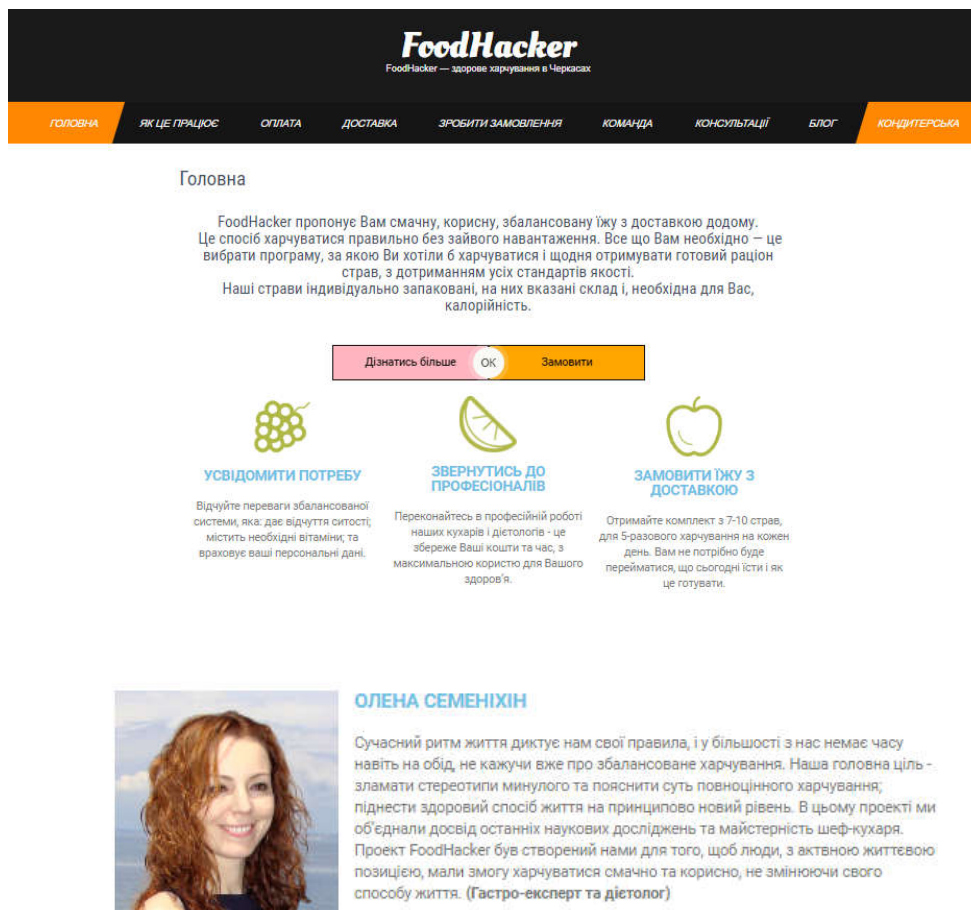 FoodHacker
FoodHacker — здорове харчування в Черкасах
ГОЛОВНА ЯК ЦЕ ПРАЦЮЄ ОПЛАТА ДОСТАВКА ЗРОБИТИ ЗАМОВЛЕННЯ КОМАНДА КОНСУЛЬТАЦІЇ БЛОГ КОНДИТЕРСЬКА
Головна
FoodHacker пропонує Вам смачну, корисну, збалансовану їжу з доставкою додому.
Це спосіб харчуватися правильно без зайвого навантаження. Все що Вам необхідно — це
вибрати програму, за якою Ви хотіли б харчуватися і щодня отримувати готовий раціон
страв, з дотриманням усіх стандартів якості.
Наші страви індивідуально запаковані, на них вказані склад і, необхідна для Вас,
калорійність.
Дізнатись більше ОК Замовити
УСВІДОМИТИ ПОТРЕБУ
Відчуйте переваги збалансованої
системи, яка: дає відчуття ситості;
містить необхідні вітаміни; та
враховує ваші персональні дані.
ЗВЕРНУТИСЬ ДО
ПРОФЕСІОНАЛІВ
Переконайтесь в професійній роботі
наших кухарів і дієтологів - це
збереже Ваші кошти та час, з
максимальною користю для Вашого
здоров'я.
ЗАМОВИТИ ЇЖУ З
ДОСТАВКОЮ
Отримайте комплект з 7-10 страв,
для 5-разового харчування на кожен
день. Вам не потрібно буде
перейматися, що сьогодні їсти і як
це готувати.
ОЛЕНА СЕМЕНІХІН
Сучасний ритм життя диктує нам свої правила, і у більшості з нас немає часу
навіть на обід, не кажучи вже про збалансоване харчування. Наша головна ціль -
зламати стереотипи минулого та пояснити суть повноцінного харчування;
піднести здоровий спосіб життя на принципово новий рівень. В цьому проекті ми
об'єднали досвід останніх наукових досліджень та майстерність шеф-кухаря.
Проект FoodHacker був створений нами для того, щоб люди, з актвною життєвою
позицією, мали змогу харчуватися смачно та корисно, не змінюючи свого
способу життя. (Гастро-експерт та дієтолог)